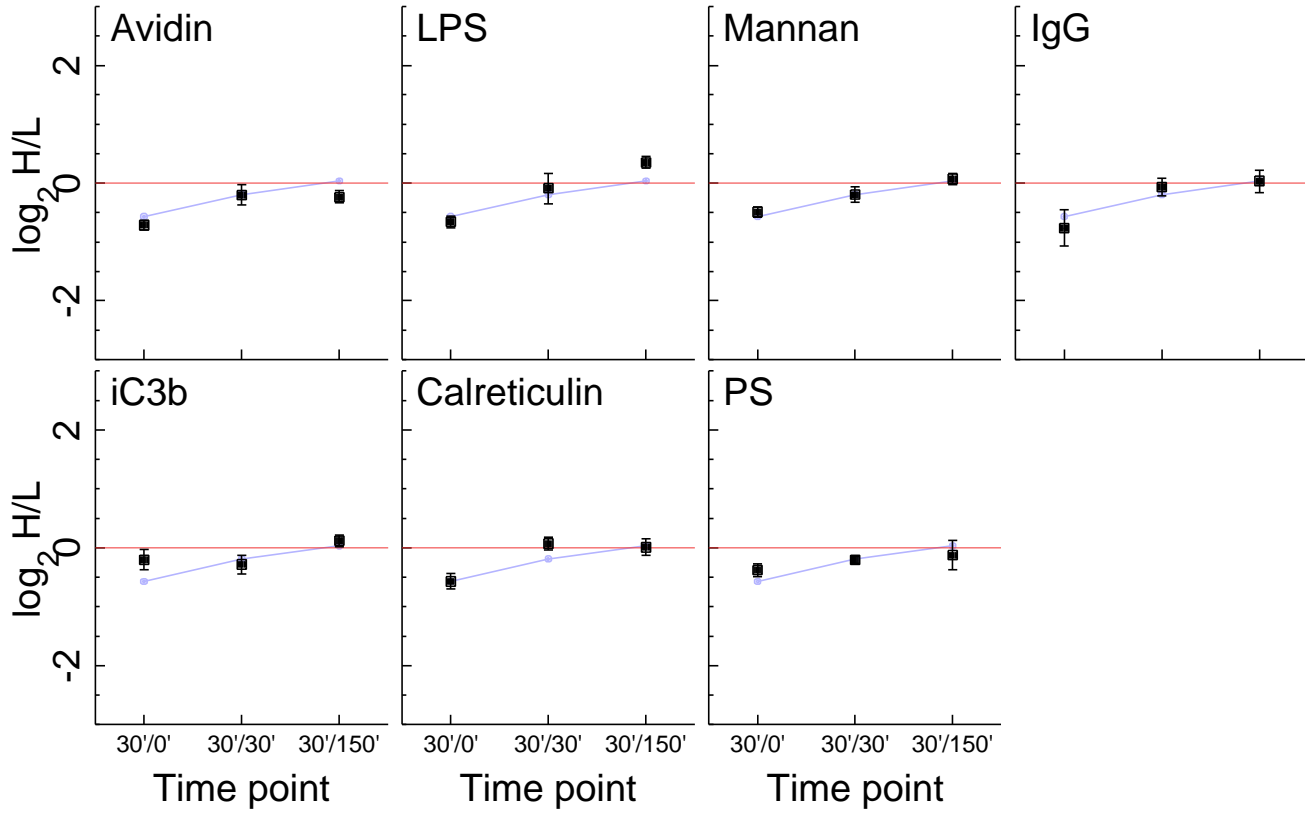 Avidin LPS Mannan IgG
2
0
-2
log2 H/L
iC3b Calreticulin PS
2
0
-2
log2 H/L
30'/0' 30'/30' 30'/150' 30'/0' 30'/30' 30'/150' 30'/0' 30'/30' 30'/150'
Time point Time point Time point